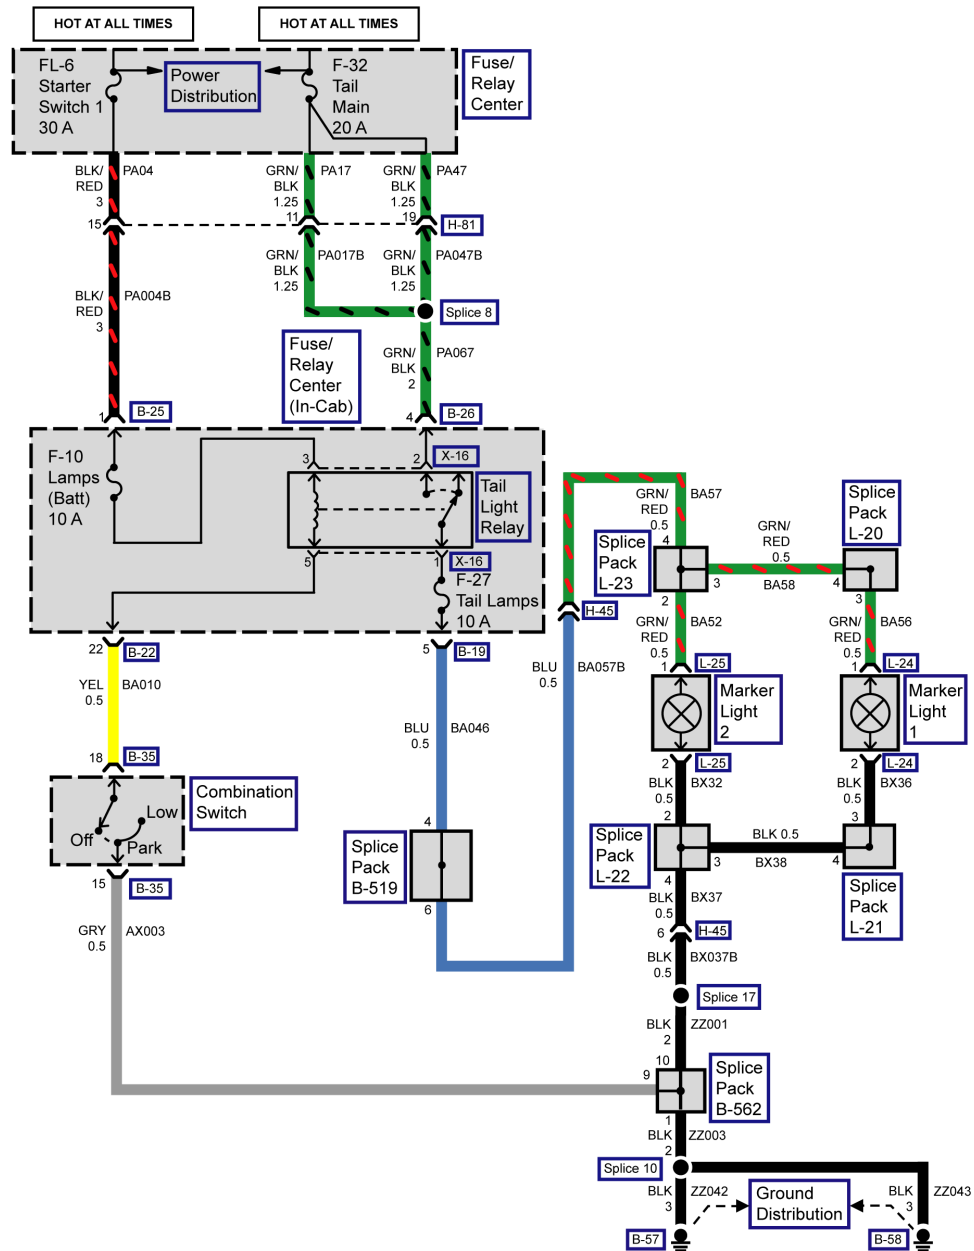 HOT AT ALL TIMES
HOT AT ALL TIMES
FL-6
Starter
Switch 1
30 A
Power
Distribution
F-32
Tail
Main
20 A
Fuse/
Relay
Center
BLK/
RED
3
PA04
GRN/
BLK
1.25
PA17
GRN/
BLK
1.25
PA47
15
11
19
H-81
BLK/
RED
3
PA004B
GRN/
BLK
1.25
PA017B
GRN/
BLK
1.25
PA047B
Splice 8
Fuse/
Relay
Center
(In-Cab)
GRN/
BLK
2
PA067
1
B-25
4
B-26
F-10
Lamps
(Batt)
10 A
3
2
X-16
Tail
Light
Relay
5
1
X-16
F-27
Tail Lamps
10 A
22
B-22
5
B-19
YEL
0.5
BA010
BLU
0.5
BA046
18
B-35
Combination
Switch
Low
Off
Park
15
B-35
GRY
0.5
AX003
4
Splice
Pack
B-519
6
H-45
BLU
0.5
BA057B
GRN/
RED
0.5
BA57
4
Splice
Pack
L-23
3
2
GRN/
RED
0.5
BA58
Splice
Pack
L-20
4
3
GRN/
RED
0.5
BA52
GRN/
RED
0.5
BA56
1
L-25
1
L-24
Marker
Light
2
Marker
Light
1
2
L-25
2
L-24
BLK
0.5
BX32
BLK
0.5
BX36
2
3
Splice
Pack
L-22
3
BLK 0.5
BX38
4
4
Splice
Pack
L-21
BLK
0.5
BX37
6
H-45
BLK
0.5
BX037B
Splice 17
BLK
2
ZZ001
10
9
Splice
Pack
B-562
1
BLK
2
ZZ003
Splice 10
BLK
3
ZZ042
Ground
Distribution
BLK
3
ZZ043
B-57
B-58